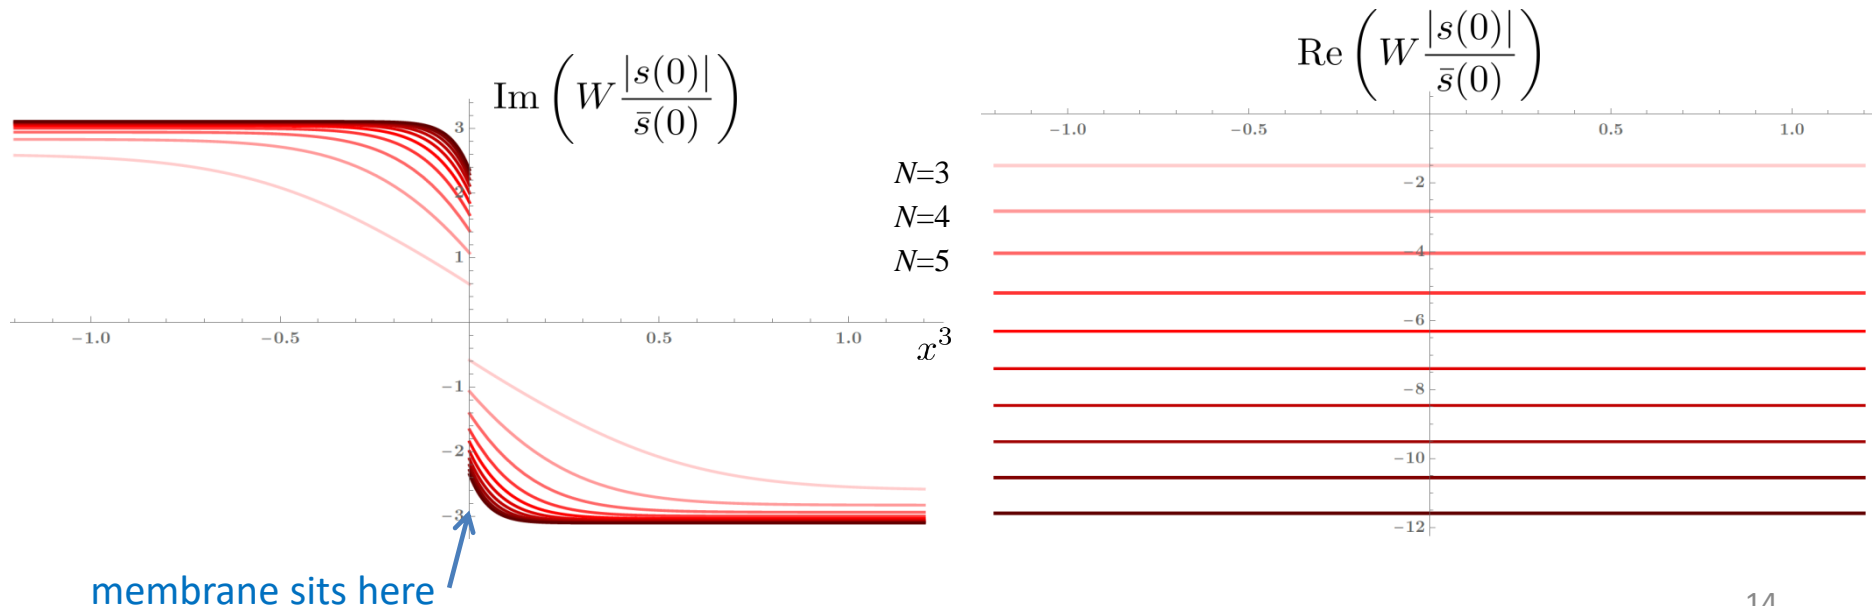 Im ( W |s(0)| / s̄(0) )
3
2
1
-1.0 -0.5 0.5 1.0
x³
−1
−2
−3
membrane sits here
N=3
N=4
N=5
Re ( W |s(0)| / s̄(0) )
-1.0 -0.5 0.5 1.0
−2
−4
−6
−8
−10
−12
14